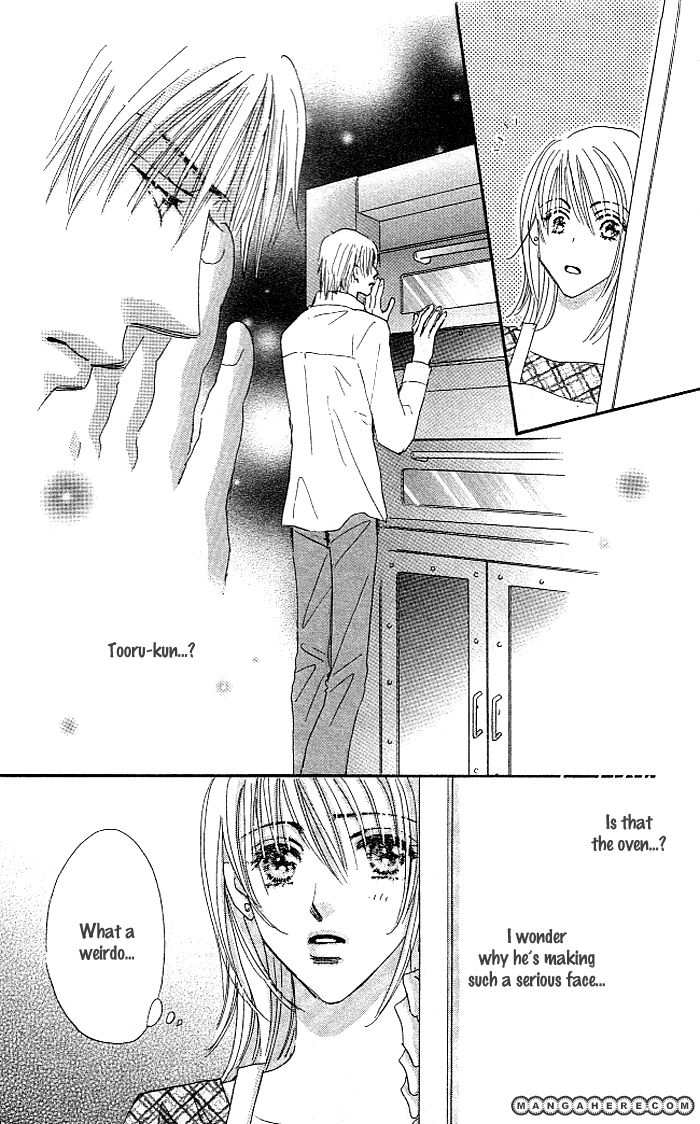 Tooru-kun...?
Is that
the oven...?
I wonder
why he's making
such a serious face...
What a
weirdo...
MANGAHERE.COM